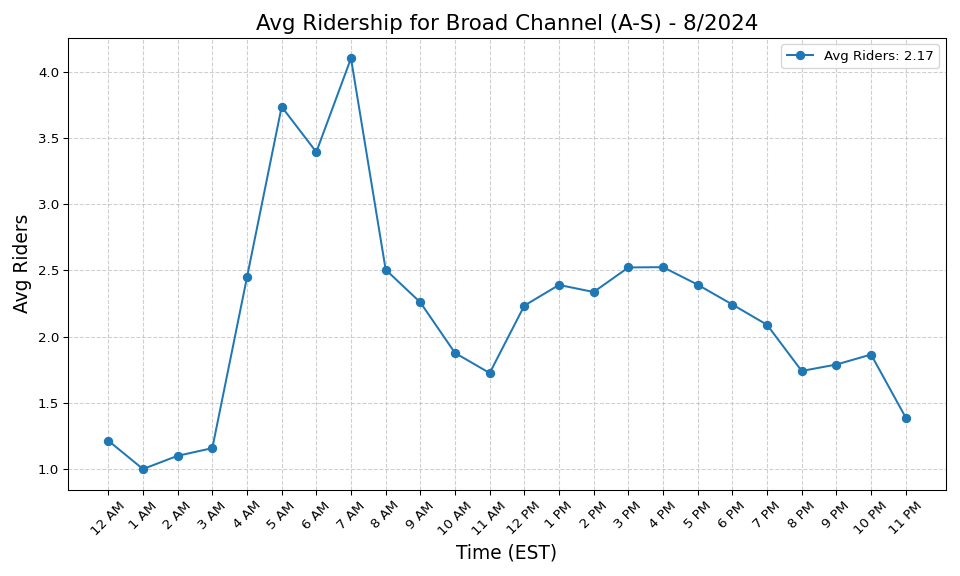 Avg Ridership for Broad Channel (A-S) - 8/2024
Avg Riders: 2.17
Avg Riders
4.0
3.5
3.0
2.5
2.0
1.5
1.0
12 AM
1 AM
2 AM
3 AM
4 AM
5 AM
6 AM
7 AM
8 AM
9 AM
10 AM
11 AM
12 PM
1 PM
2 PM
3 PM
4 PM
5 PM
6 PM
7 PM
8 PM
9 PM
10 PM
11 PM
Time (EST)